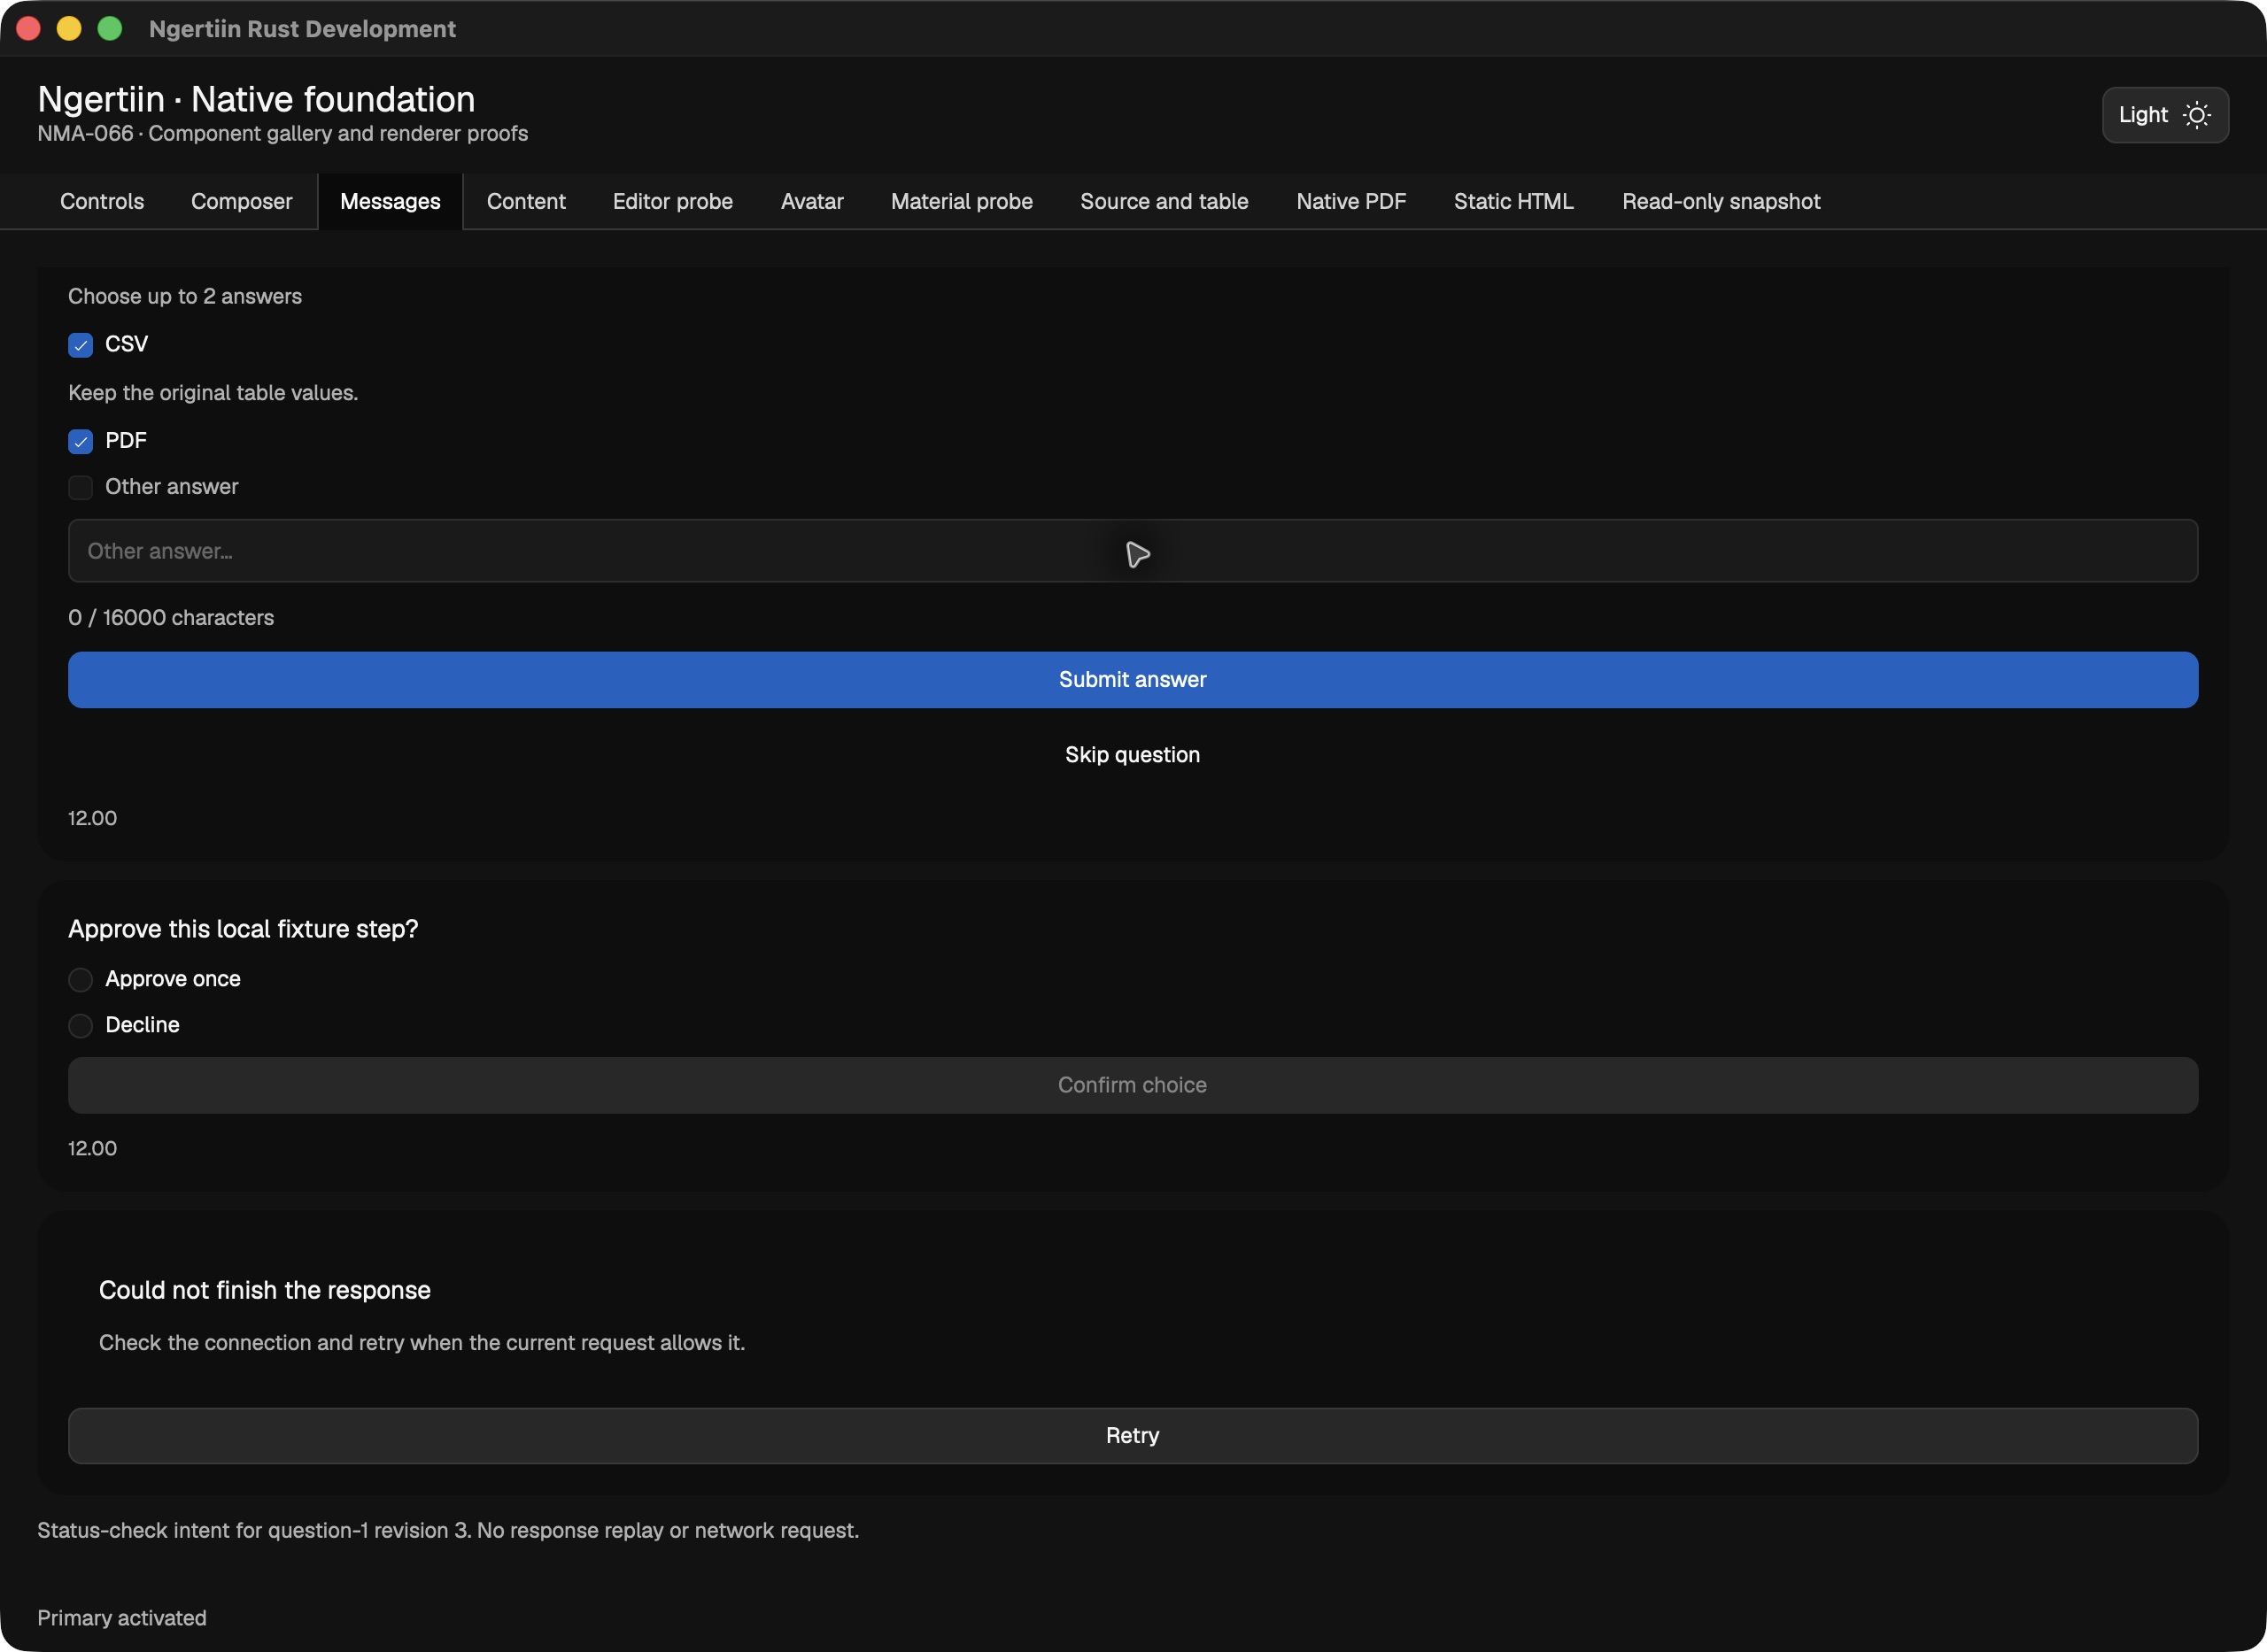 Ngertiin Rust Development
Ngertiin · Native foundation
NMA-066 · Component gallery and renderer proofs
Light
Controls Composer Messages Content Editor probe Avatar Material probe Source and table Native PDF Static HTML Read-only snapshot
Choose up to 2 answers
CSV
Keep the original table values.
PDF
Other answer
Other answer…
0 / 16000 characters
Submit answer
Skip question
12.00
Approve this local fixture step?
Approve once
Decline
Confirm choice
12.00
Could not finish the response
Check the connection and retry when the current request allows it.
Retry
Status-check intent for question-1 revision 3. No response replay or network request.
Primary activated